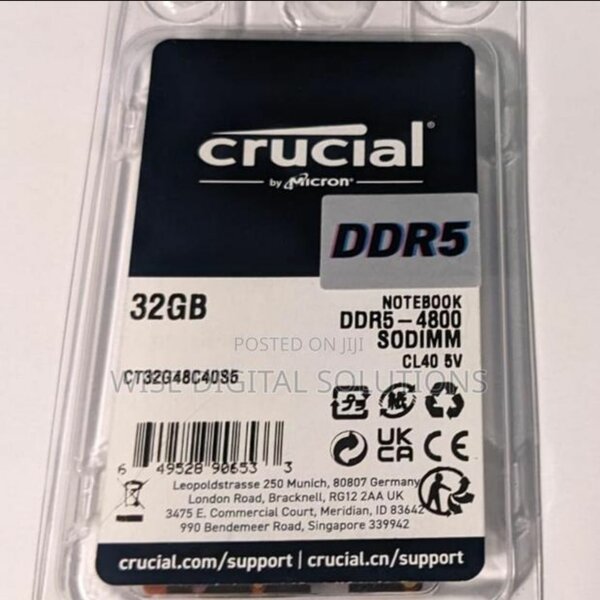 crucial®
by Micron®
DDR5
32GB
NOTEBOOK
DDR5-4800
SODIMM
CL40 5V
POSTED ON JIJI
WISE DIGITAL SOLUTIONS
CT32G48C40S5
UK
CA
CE
6 49528 90653 3
Leopoldstrasse 250 Munich, 80807 Germany
London Road, Bracknell, RG12 2AA UK
3475 E. Commercial Court, Meridian, ID 83642
990 Bendemeer Road, Singapore 339942
crucial.com/support | crucial.cn/support